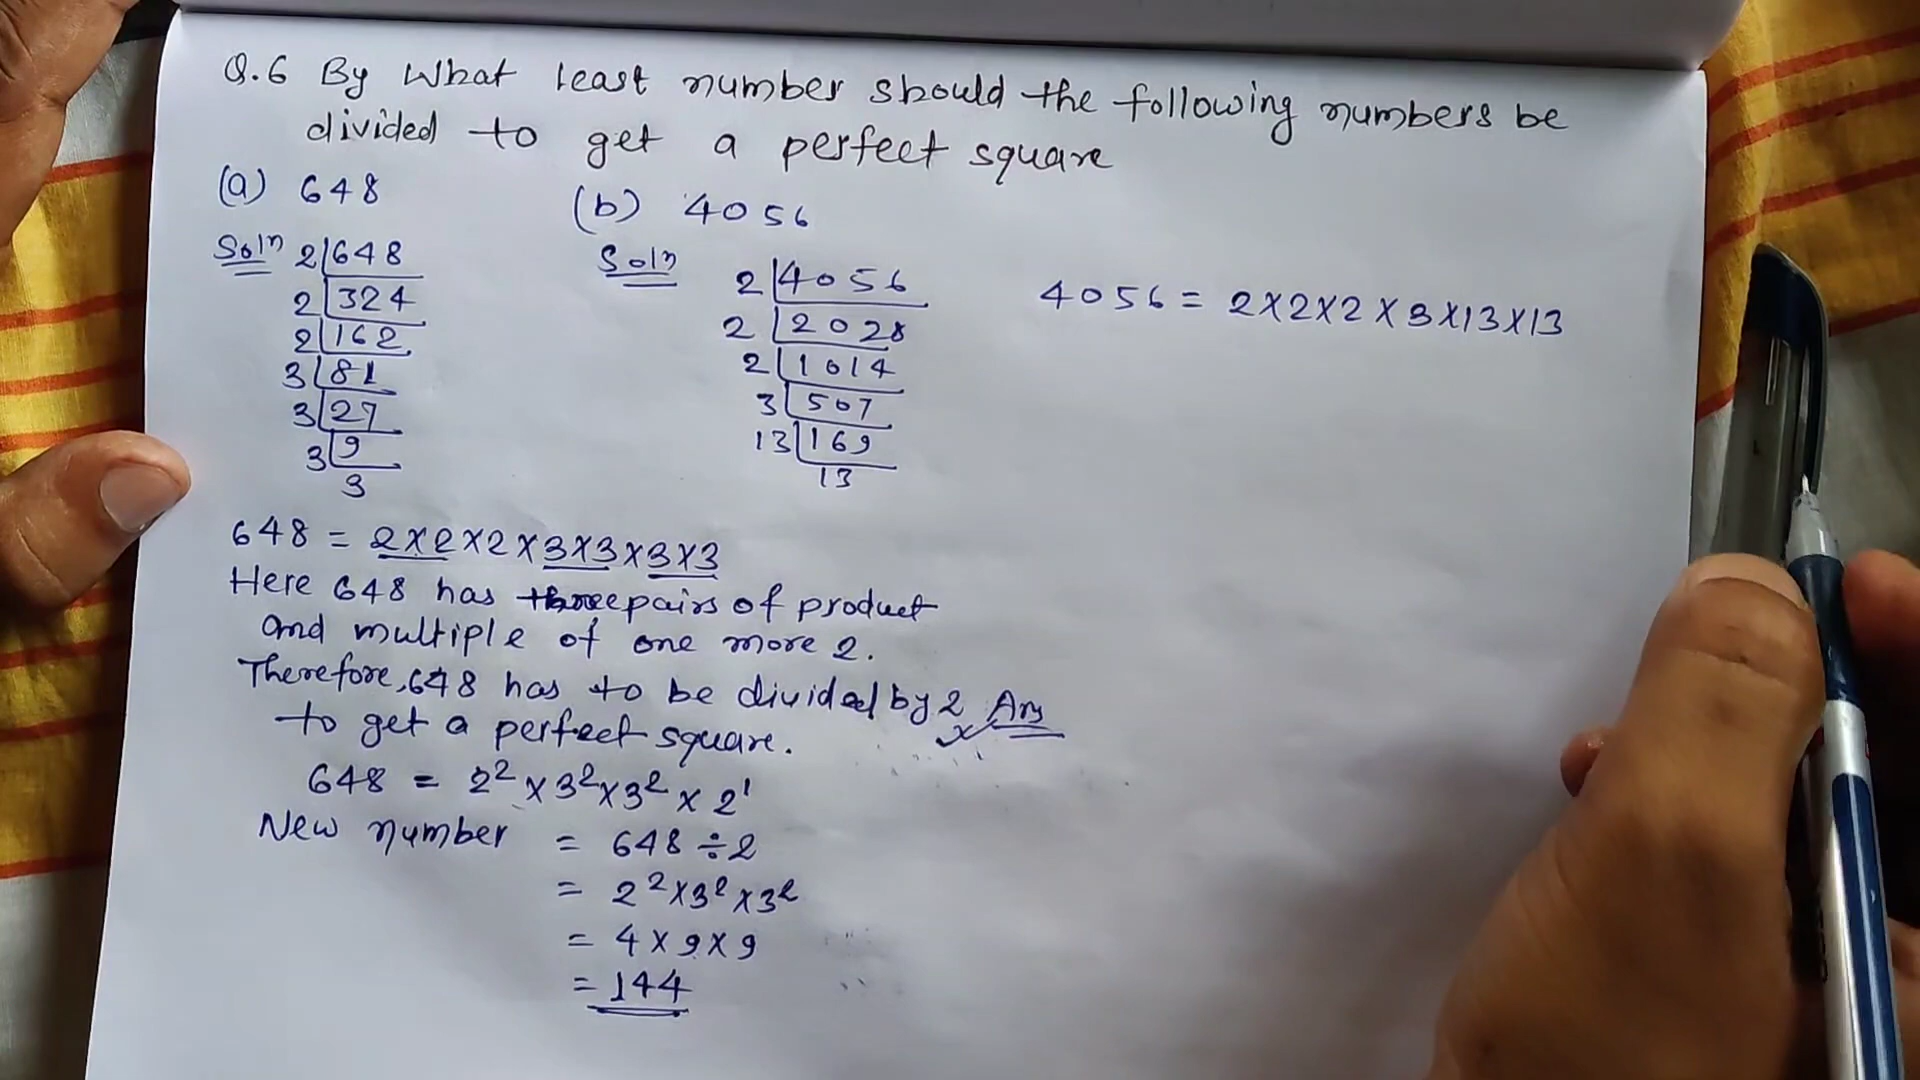 Q.6 By What least number should the following numbers be
divided to get a perfect square
(a) 648
Soln 2 648
2 324
2 162
3 81
3 27
3 9
3
(b) 4056
Soln 2 4056
2 2028
2 1014
3 507
13 169
13
4056 = 2×2×2×3×13×13
648 = 2×2×2×3×3×3×3
Here 648 has three pairs of product
and multiple of one more 2.
Therefore, 648 has to be divided by 2 Ans
to get a perfect square.
648 = 2²×3²×3²×2¹
New number = 648÷2
= 2²×3²×3²
= 4×9×9
= 144